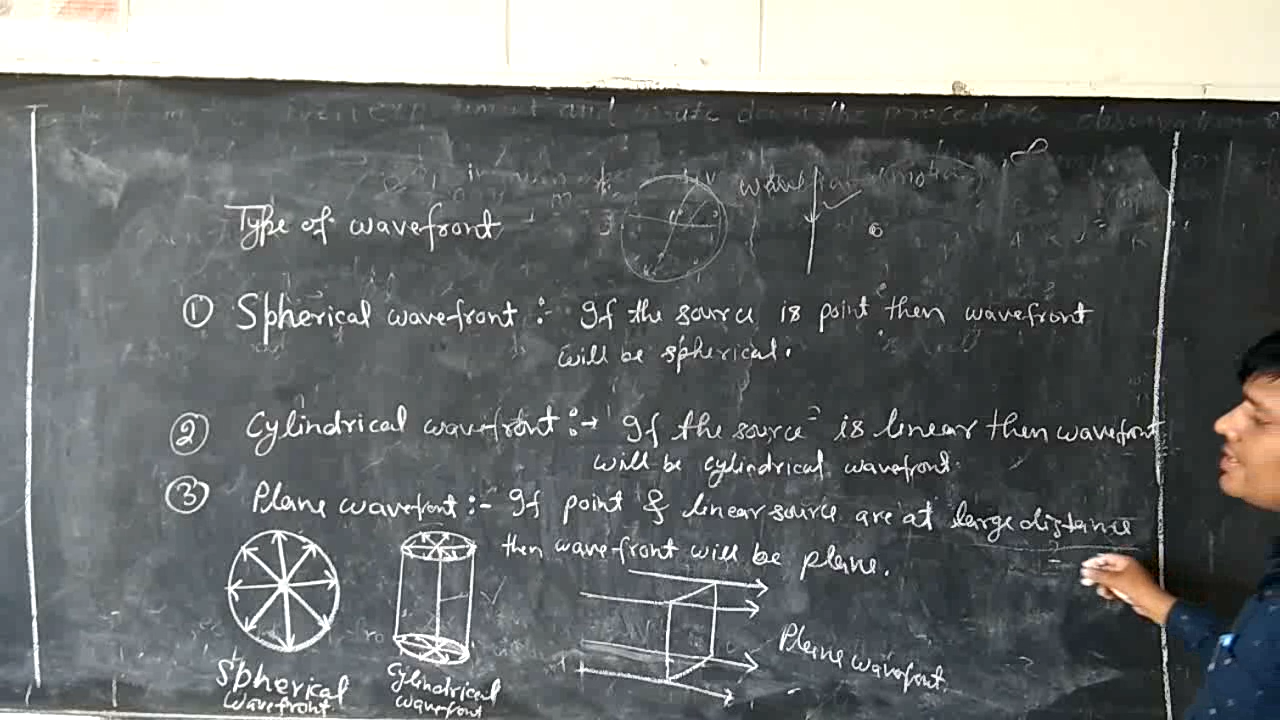 Type of wavefront
① Spherical wavefront :- If the source is point then wavefront
will be spherical.
② Cylindrical wavefront :→ If the source is linear then wavefront
will be cylindrical wavefront.
③ Plane wavefont :- If point & linear source are at large distance
then wavefront will be plane.
Spherical
wavefront
Cylindrical
wavefront
Plane wavefont.